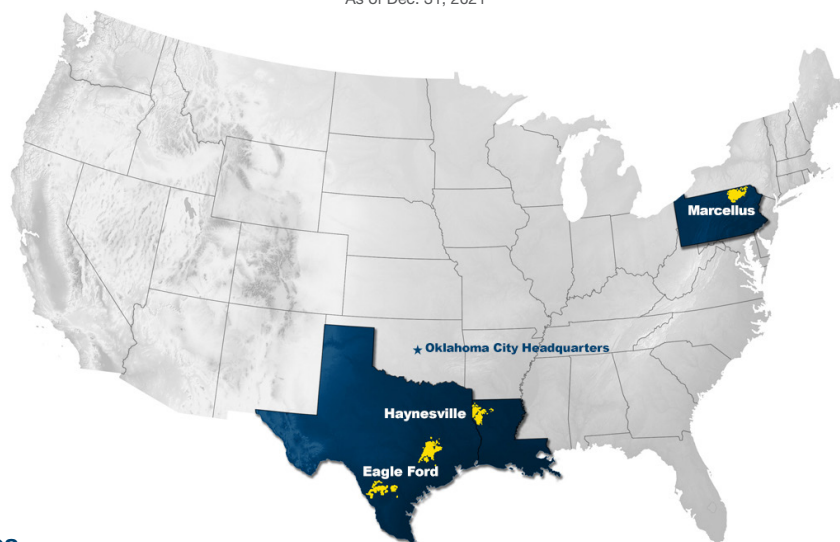 As of Dec. 31, 2021
Marcellus
Oklahoma City Headquarters
Haynesville
Eagle Ford